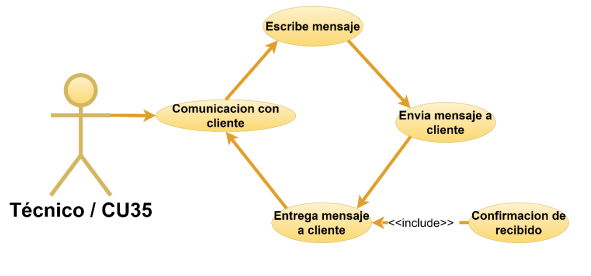 Escribe mensaje
Comunicacion con
cliente
Envia mensaje a
cliente
Técnico / CU35
Entrega mensaje
a cliente
<<include>>
Confirmacion de
recibido